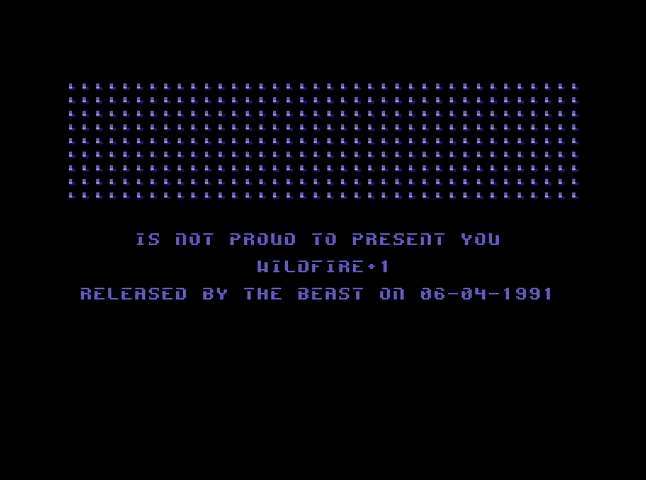 IS NOT PROUD TO PRESENT YOU
WILDFIRE+1
RELEASED BY THE BEAST ON 06-04-1991